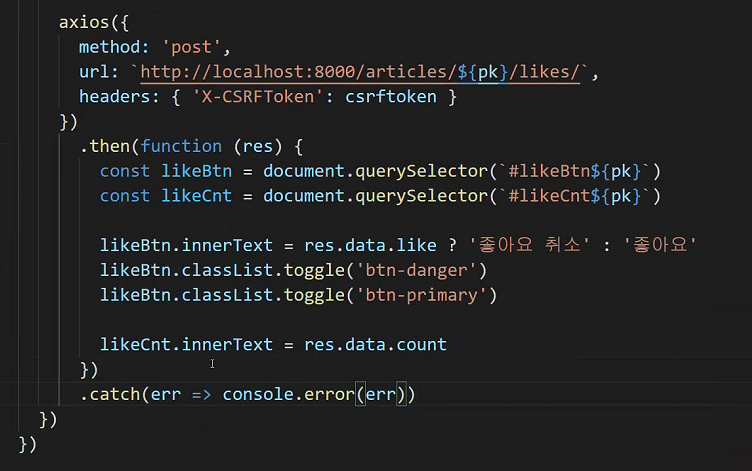 axios({
method: 'post',
url: `http://localhost:8000/articles/${pk}/likes/`,
headers: { 'X-CSRFToken': csrftoken }
})
.then(function (res) {
const likeBtn = document.querySelector(`#likeBtn${pk}`)
const likeCnt = document.querySelector(`#likeCnt${pk}`)
likeBtn.innerText = res.data.like ? '좋아요 취소' : '좋아요'
likeBtn.classList.toggle('btn-danger')
likeBtn.classList.toggle('btn-primary')
likeCnt.innerText = res.data.count
})
.catch(err => console.error(err))
})
})